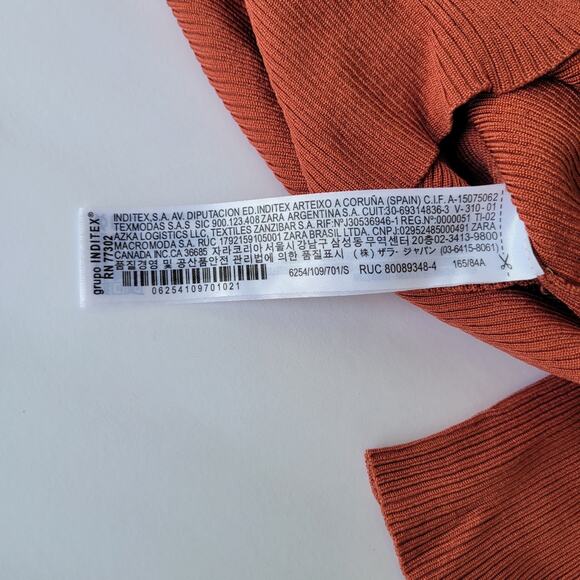 grupo INDITEX®
RN 77302
INDITEX,S.A. AV. DIPUTACION ED.INDITEX ARTEIXO A CORUÑA (SPAIN) C.I.F. A-15075062
TEXMODAS S.A.S SIC 900.123.408 ZARA ARGENTINA S.A. CUIT:30-69314836-3 V-310-01
AZKA LOGISTICS LLC, TEXTILES ZANZIBAR S.A. RIF:NºJ30536946-1 REG.Nº:0000051 TI-02
MACROMODA S.A. RUC 1792159105001 ZARA BRASIL LTDA, CNPJ:02952485000491 ZARA
CANADA INC.CA 36685 자라코리아 서울시강남구 삼성동 무역센터 20층02-3413-9800
품질경영 및 공산품안전 관리법에 의한 품질표시 (株) ザラ・ジャパン (03-6415-8061)
6254/109/701/S RUC 80089348-4 165/84A
06254109701021